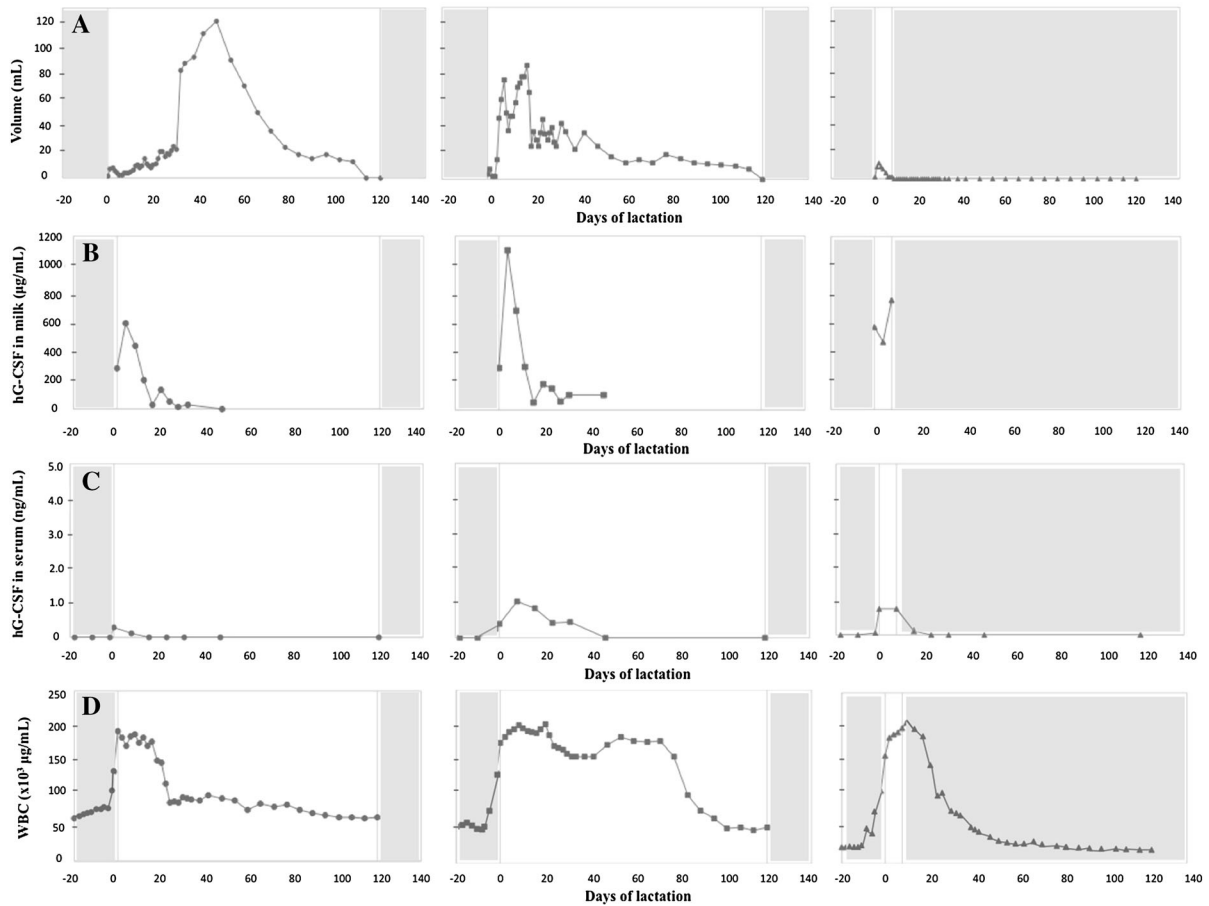 A
Volume (mL)
120
100
80
60
40
20
0
-20 0 20 40 60 80 100 120 140
-20 0 20 40 60 80 100 120 140
-20 0 20 40 60 80 100 120 140
Days of lactation
B
hG-CSF in milk (µg/mL)
1200
1000
800
600
400
200
0
-20 0 20 40 60 80 100 120 140
-20 0 20 40 60 80 100 120 140
-20 0 20 40 60 80 100 120 140
Days of lactation
C
hG-CSF in serum (ng/mL)
5.0
4.0
3.0
2.0
1.0
0
-20 0 20 40 60 80 100 120 140
-20 0 20 40 60 80 100 120 140
-20 0 20 40 60 80 100 120 140
Days of lactation
D
WBC (x10³ µg/mL)
250
200
150
100
50
0
-20 0 20 40 60 80 100 120 140
-20 0 20 40 60 80 100 120 140
-20 0 20 40 60 80 100 120 140
Days of lactation